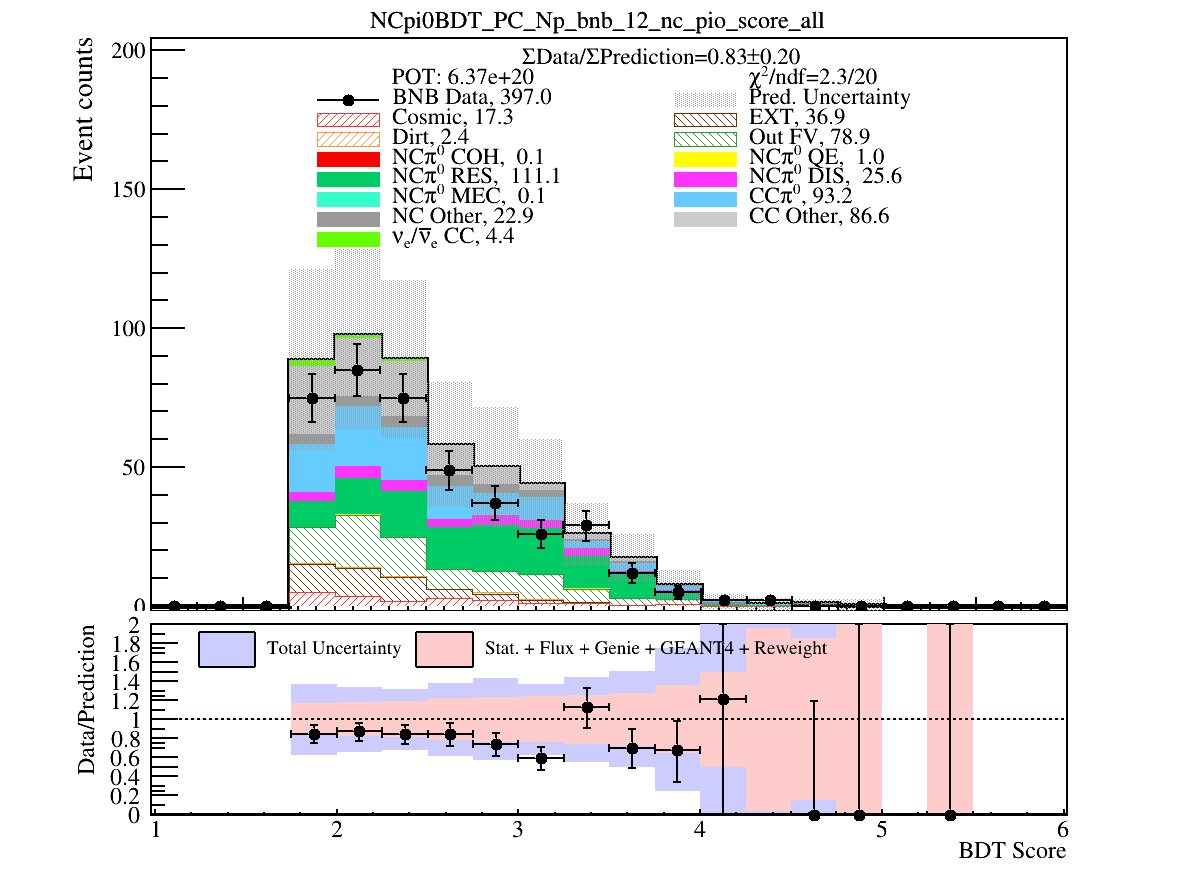 NCpi0BDT_PC_Np_bnb_12_nc_pio_score_all
ΣData/ΣPrediction=0.83±0.20
POT: 6.37e+20
χ²/ndf=2.3/20
BNB Data, 397.0
Pred. Uncertainty
Cosmic, 17.3
EXT, 36.9
Dirt, 2.4
Out FV, 78.9
NCπ⁰ COH, 0.1
NCπ⁰ QE, 1.0
NCπ⁰ RES, 111.1
NCπ⁰ DIS, 25.6
NCπ⁰ MEC, 0.1
CCπ⁰, 93.2
NC Other, 22.9
CC Other, 86.6
νₑ/ν̅ₑ CC, 4.4
Event counts
200
150
100
50
0
Total Uncertainty
Stat. + Flux + Genie + GEANT4 + Reweight
Data/Prediction
2
1.8
1.6
1.4
1.2
1
0.8
0.6
0.4
0.2
0
1 2 3 4 5 6
BDT Score